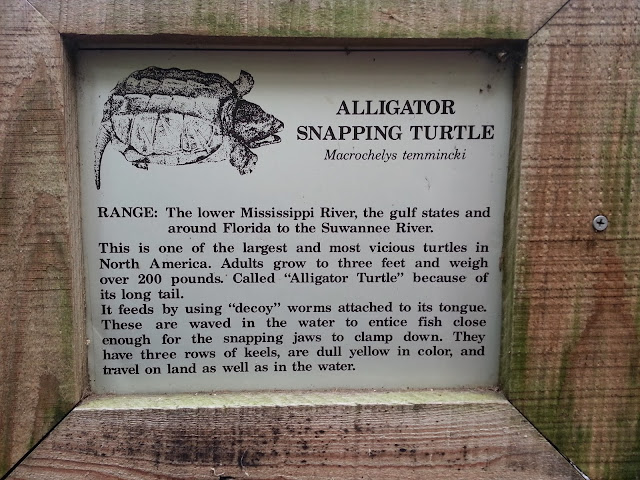 ALLIGATOR
SNAPPING TURTLE
Macrochelys temmincki
RANGE: The lower Mississippi River, the gulf states and
around Florida to the Suwannee River.
This is one of the largest and most vicious turtles in
North America. Adults grow to three feet and weigh
over 200 pounds. Called "Alligator Turtle" because of
its long tail.
It feeds by using "decoy" worms attached to its tongue.
These are waved in the water to entice fish close
enough for the snapping jaws to clamp down. They
have three rows of keels, are dull yellow in color, and
travel on land as well as in the water.